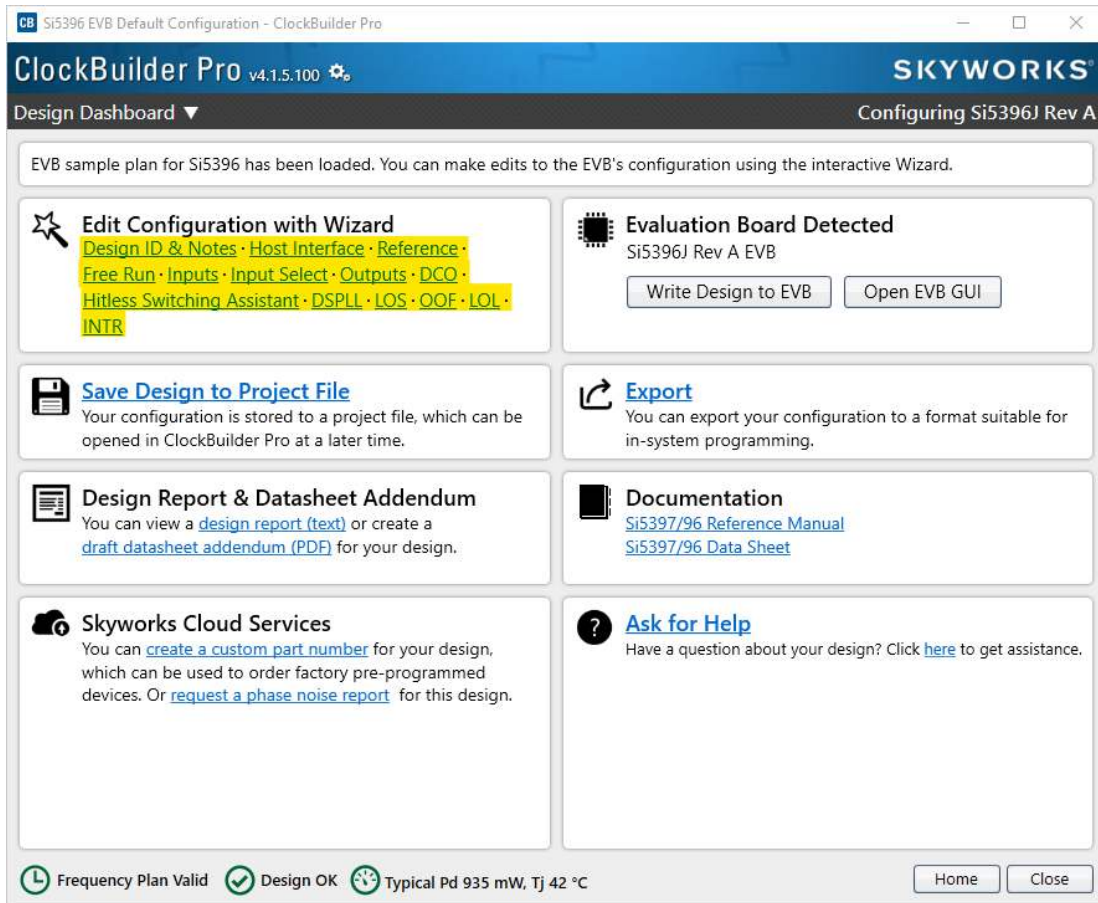 CB Si5396 EVB Default Configuration - ClockBuilder Pro
ClockBuilder Pro v4.1.5.100
SKYWORKS®
Design Dashboard ▼
Configuring Si5396J Rev A
EVB sample plan for Si5396 has been loaded. You can make edits to the EVB's configuration using the interactive Wizard.
Edit Configuration with Wizard
Design ID & Notes · Host Interface · Reference ·
Free Run · Inputs · Input Select · Outputs · DCO ·
Hitless Switching Assistant · DSPLL · LOS · OOF · LOL ·
INTR
Evaluation Board Detected
Si5396J Rev A EVB
Write Design to EVB
Open EVB GUI
Save Design to Project File
Your configuration is stored to a project file, which can be
opened in ClockBuilder Pro at a later time.
Export
You can export your configuration to a format suitable for
in-system programming.
Design Report & Datasheet Addendum
You can view a design report (text) or create a
draft datasheet addendum (PDF) for your design.
Documentation
Si5397/96 Reference Manual
Si5397/96 Data Sheet
Skyworks Cloud Services
You can create a custom part number for your design,
which can be used to order factory pre-programmed
devices. Or request a phase noise report for this design.
? Ask for Help
Have a question about your design? Click here to get assistance.
Frequency Plan Valid
Design OK
Typical Pd 935 mW, Tj 42 °C
Home
Close